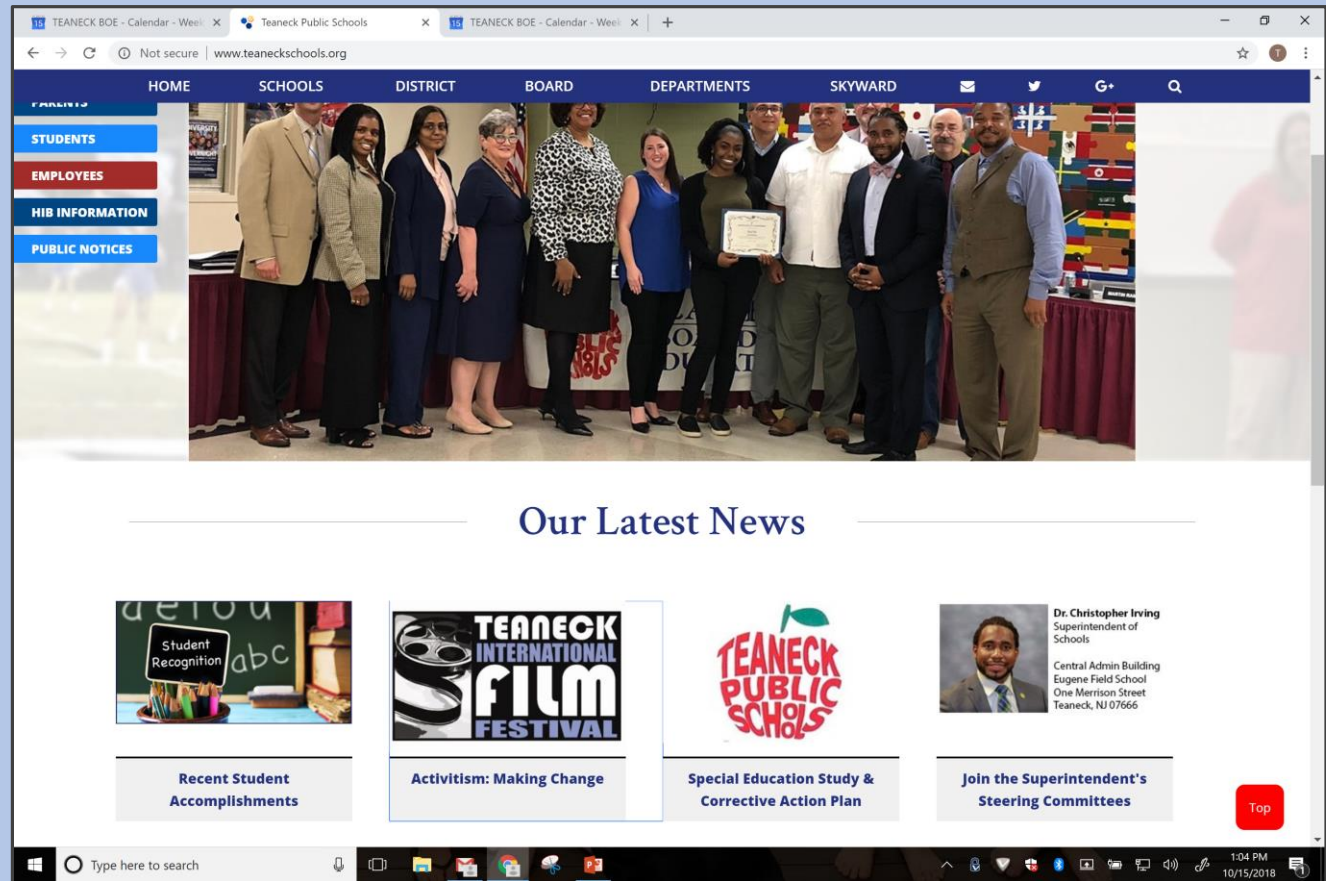 TEANECK BOE - Calendar - Week
Teaneck Public Schools
TEANECK BOE - Calendar - Week
Not secure | www.teaneckschools.org
HOME SCHOOLS DISTRICT BOARD DEPARTMENTS SKYWARD G+
PARENTS
STUDENTS
EMPLOYEES
HIB INFORMATION
PUBLIC NOTICES
Our Latest News
aeiou
Student
Recognition
abc
Recent Student
Accomplishments
TEANECK
INTERNATIONAL
FILM
FESTIVAL
Activitism: Making Change
TEANECK
PUBLIC
SCHOOLS
Special Education Study &
Corrective Action Plan
Dr. Christopher Irving
Superintendent of
Schools
Central Admin Building
Eugene Field School
One Merrison Street
Teaneck, NJ 07666
Join the Superintendent's
Steering Committees
Top
Type here to search
1:04 PM
10/15/2018